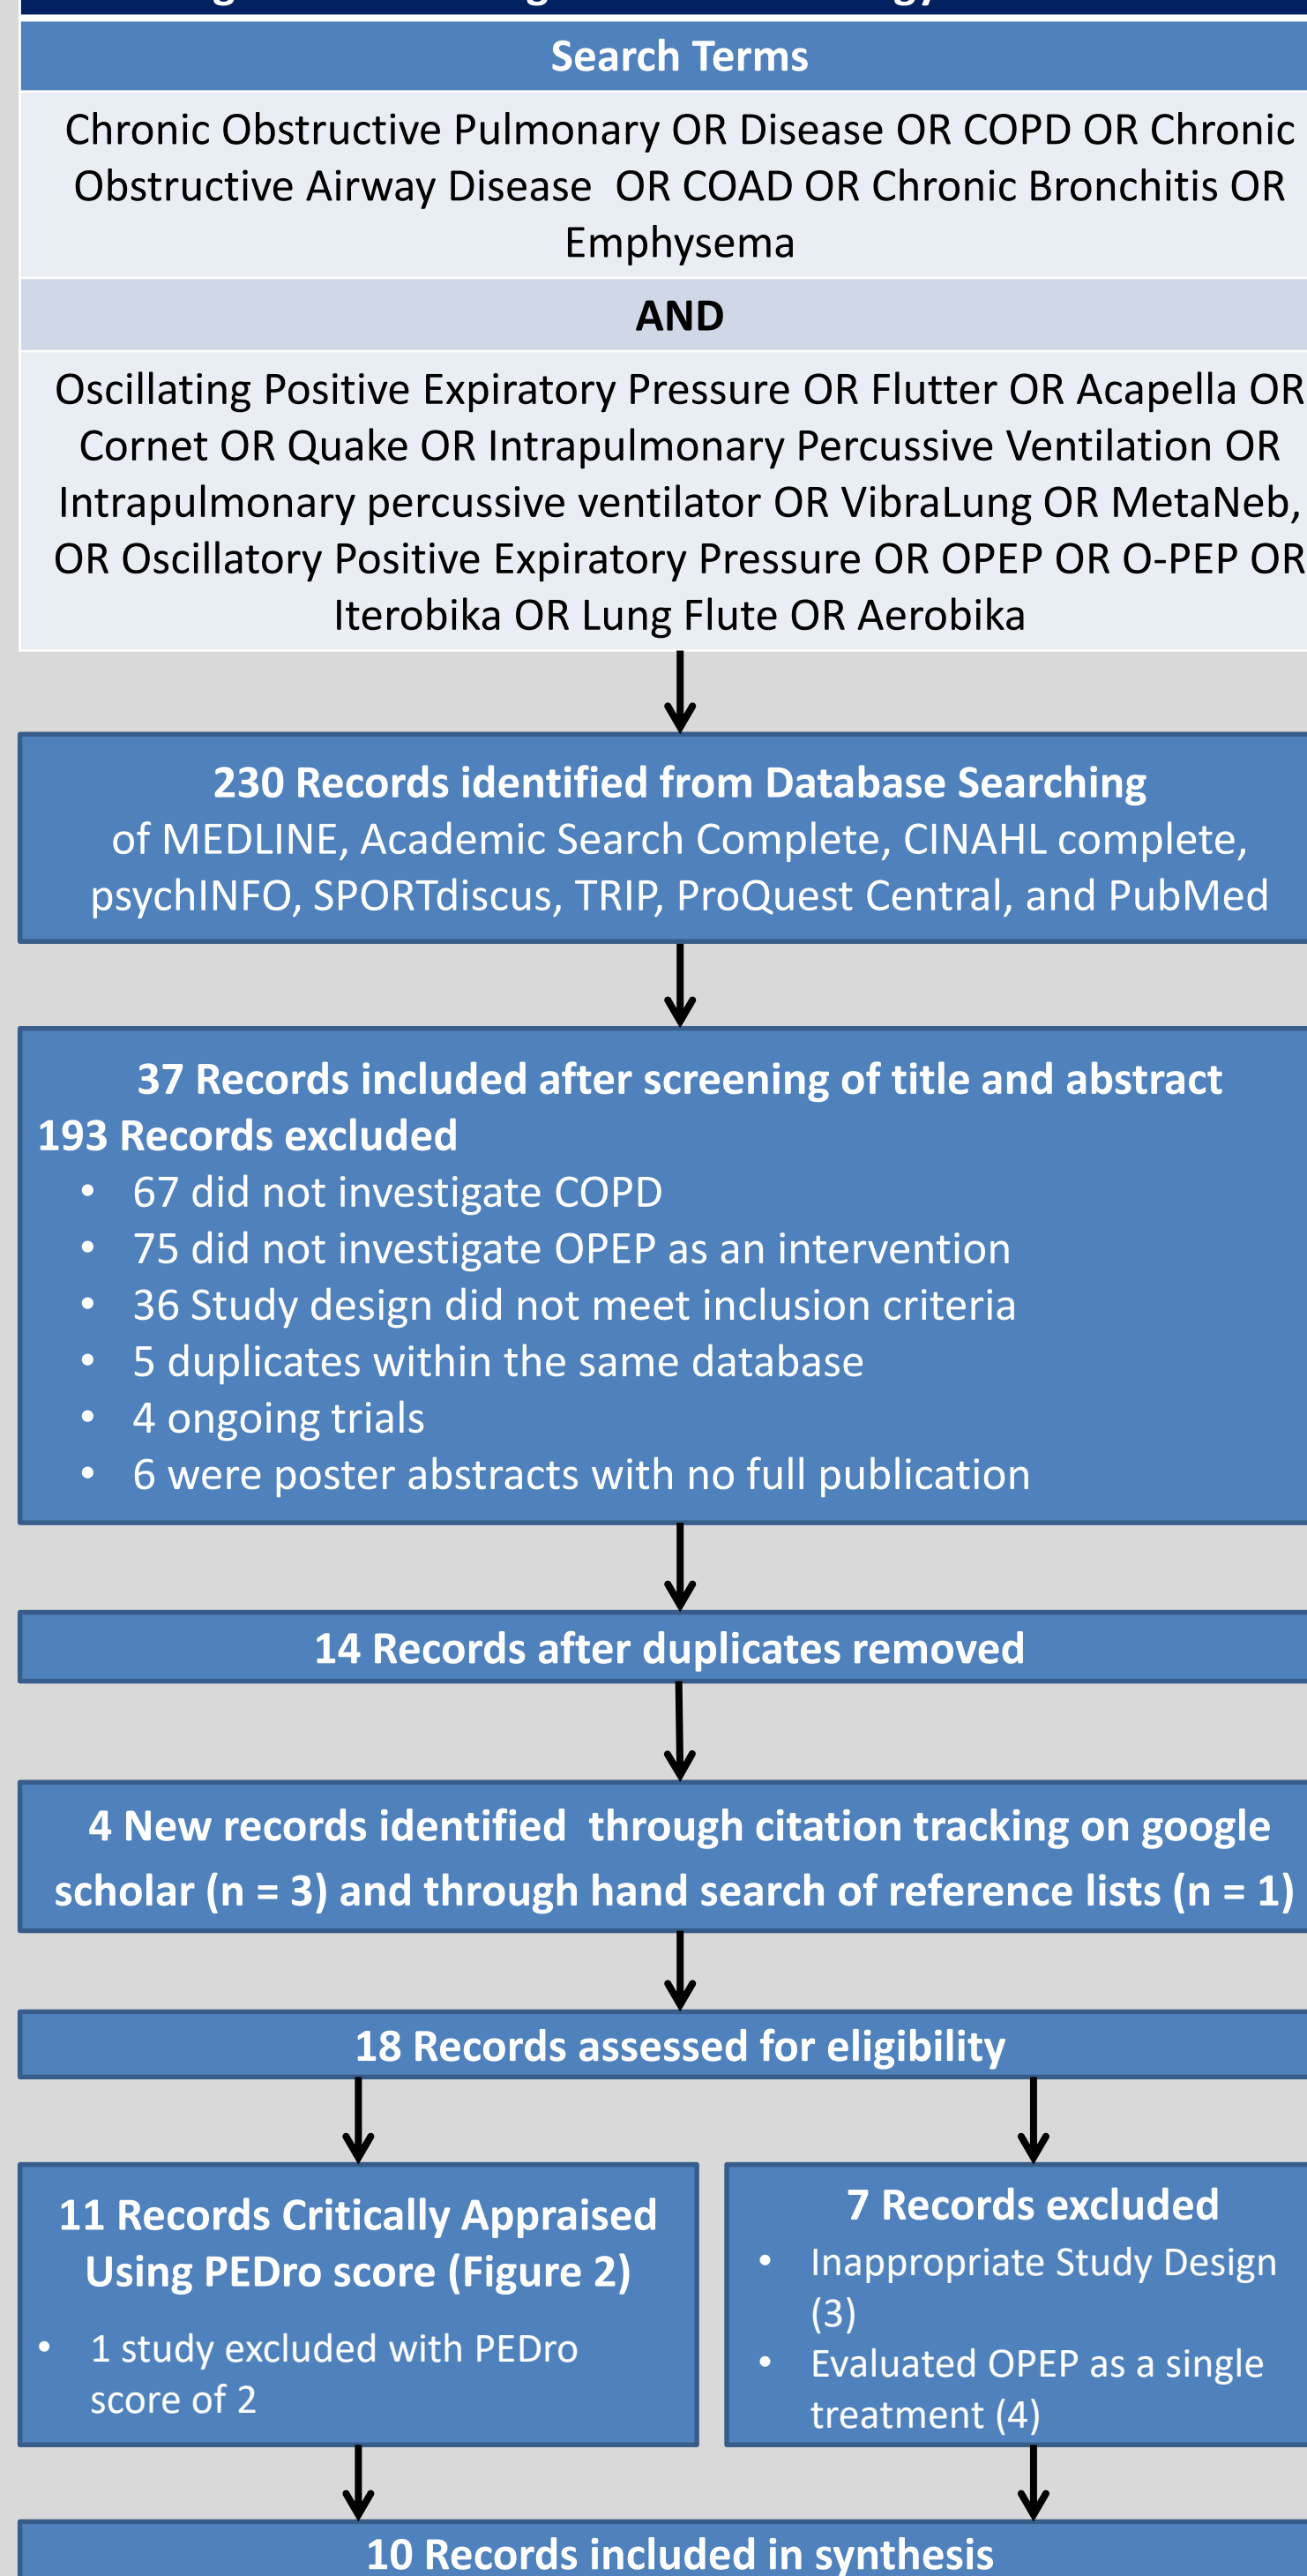 Search Terms
Chronic Obstructive Pulmonary OR Disease OR COPD OR Chronic
Obstructive Airway Disease  OR COAD OR Chronic Bronchitis OR
Emphysema
AND
Oscillating Positive Expiratory Pressure OR Flutter OR Acapella OR
Cornet OR Quake OR Intrapulmonary Percussive Ventilation OR
Intrapulmonary percussive ventilator OR VibraLung OR MetaNeb,
OR Oscillatory Positive Expiratory Pressure OR OPEP OR O-PEP OR
Iterobika OR Lung Flute OR Aerobika
230 Records identified from Database Searching
of MEDLINE, Academic Search Complete, CINAHL complete,
psychINFO, SPORTdiscus, TRIP, ProQuest Central, and PubMed
37 Records included after screening of title and abstract
193 Records excluded
• 67 did not investigate COPD
• 75 did not investigate OPEP as an intervention
• 36 Study design did not meet inclusion criteria
• 5 duplicates within the same database
• 4 ongoing trials
• 6 were poster abstracts with no full publication
14 Records after duplicates removed
4 New records identified  through citation tracking on google
scholar (n = 3) and through hand search of reference lists (n = 1)
18 Records assessed for eligibility
11 Records Critically Appraised
Using PEDro score (Figure 2)
• 1 study excluded with PEDro
score of 2
7 Records excluded
• Inappropriate Study Design
(3)
• Evaluated OPEP as a single
treatment (4)
10 Records included in synthesis